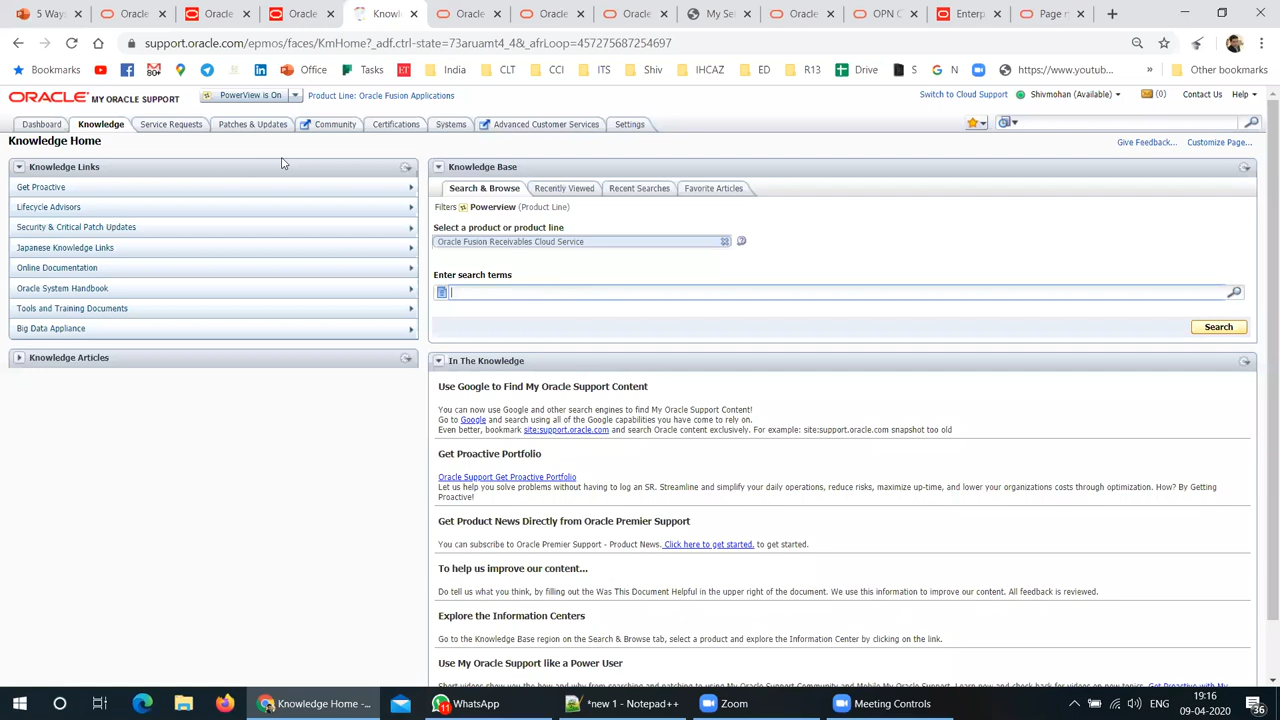 5 Ways
Oracle
Oracle
Oracle
Knowl
Oracle
Oracle
Oracle
My Se
Oracle
OPN C
Enterp
Page n
support.oracle.com/epmos/faces/KmHome?_adf.ctrl-state=73aruamt4_4&_afrLoop=457275687254697
Bookmarks
Office
Tasks
ET
India
CLT
CCI
ITS
Shiv
IHCAZ
ED
R13
Drive
S
N
https://www.youtub...
Other bookmarks
ORACLE MY ORACLE SUPPORT
PowerView is On
Product Line: Oracle Fusion Applications
Switch to Cloud Support
Shivmohan (Available)
(0)
Contact Us
Help
Dashboard
Knowledge
Service Requests
Patches & Updates
Community
Certifications
Systems
Advanced Customer Services
Settings
Knowledge Home
Give Feedback...
Customize Page...
Knowledge Links
Get Proactive
Lifecycle Advisors
Security & Critical Patch Updates
Japanese Knowledge Links
Online Documentation
Oracle System Handbook
Tools and Training Documents
Big Data Appliance
Knowledge Articles
Knowledge Base
Search & Browse
Recently Viewed
Recent Searches
Favorite Articles
Filters Powerview (Product Line)
Select a product or product line
Oracle Fusion Receivables Cloud Service
Enter search terms
Search
In The Knowledge
Use Google to Find My Oracle Support Content
You can now use Google and other search engines to find My Oracle Support Content!
Go to Google and search using all of the Google capabilities you have come to rely on.
Even better, bookmark site:support.oracle.com and search Oracle content exclusively. For example: site:support.oracle.com snapshot too old
Get Proactive Portfolio
Oracle Support Get Proactive Portfolio
Let us help you solve problems without having to log an SR. Streamline and simplify your daily operations, reduce risks, maximize up-time, and lower your organizations costs through optimization. How? By Getting
Proactive!
Get Product News Directly from Oracle Premier Support
You can subscribe to Oracle Premier Support - Product News. Click here to get started. to get started.
To help us improve our content...
Do tell us what you think, by filling out the Was This Document Helpful in the upper right of the document. We use this information to improve our content. All feedback is reviewed.
Explore the Information Centers
Go to the Knowledge Base region on the Search & Browse tab, select a product and explore the Information Center by clicking on the link.
Use My Oracle Support like a Power User
Knowledge Home -...
11
WhatsApp
*new 1 - Notepad++
Zoom
Meeting Controls
ENG
19:16
09-04-2020
36